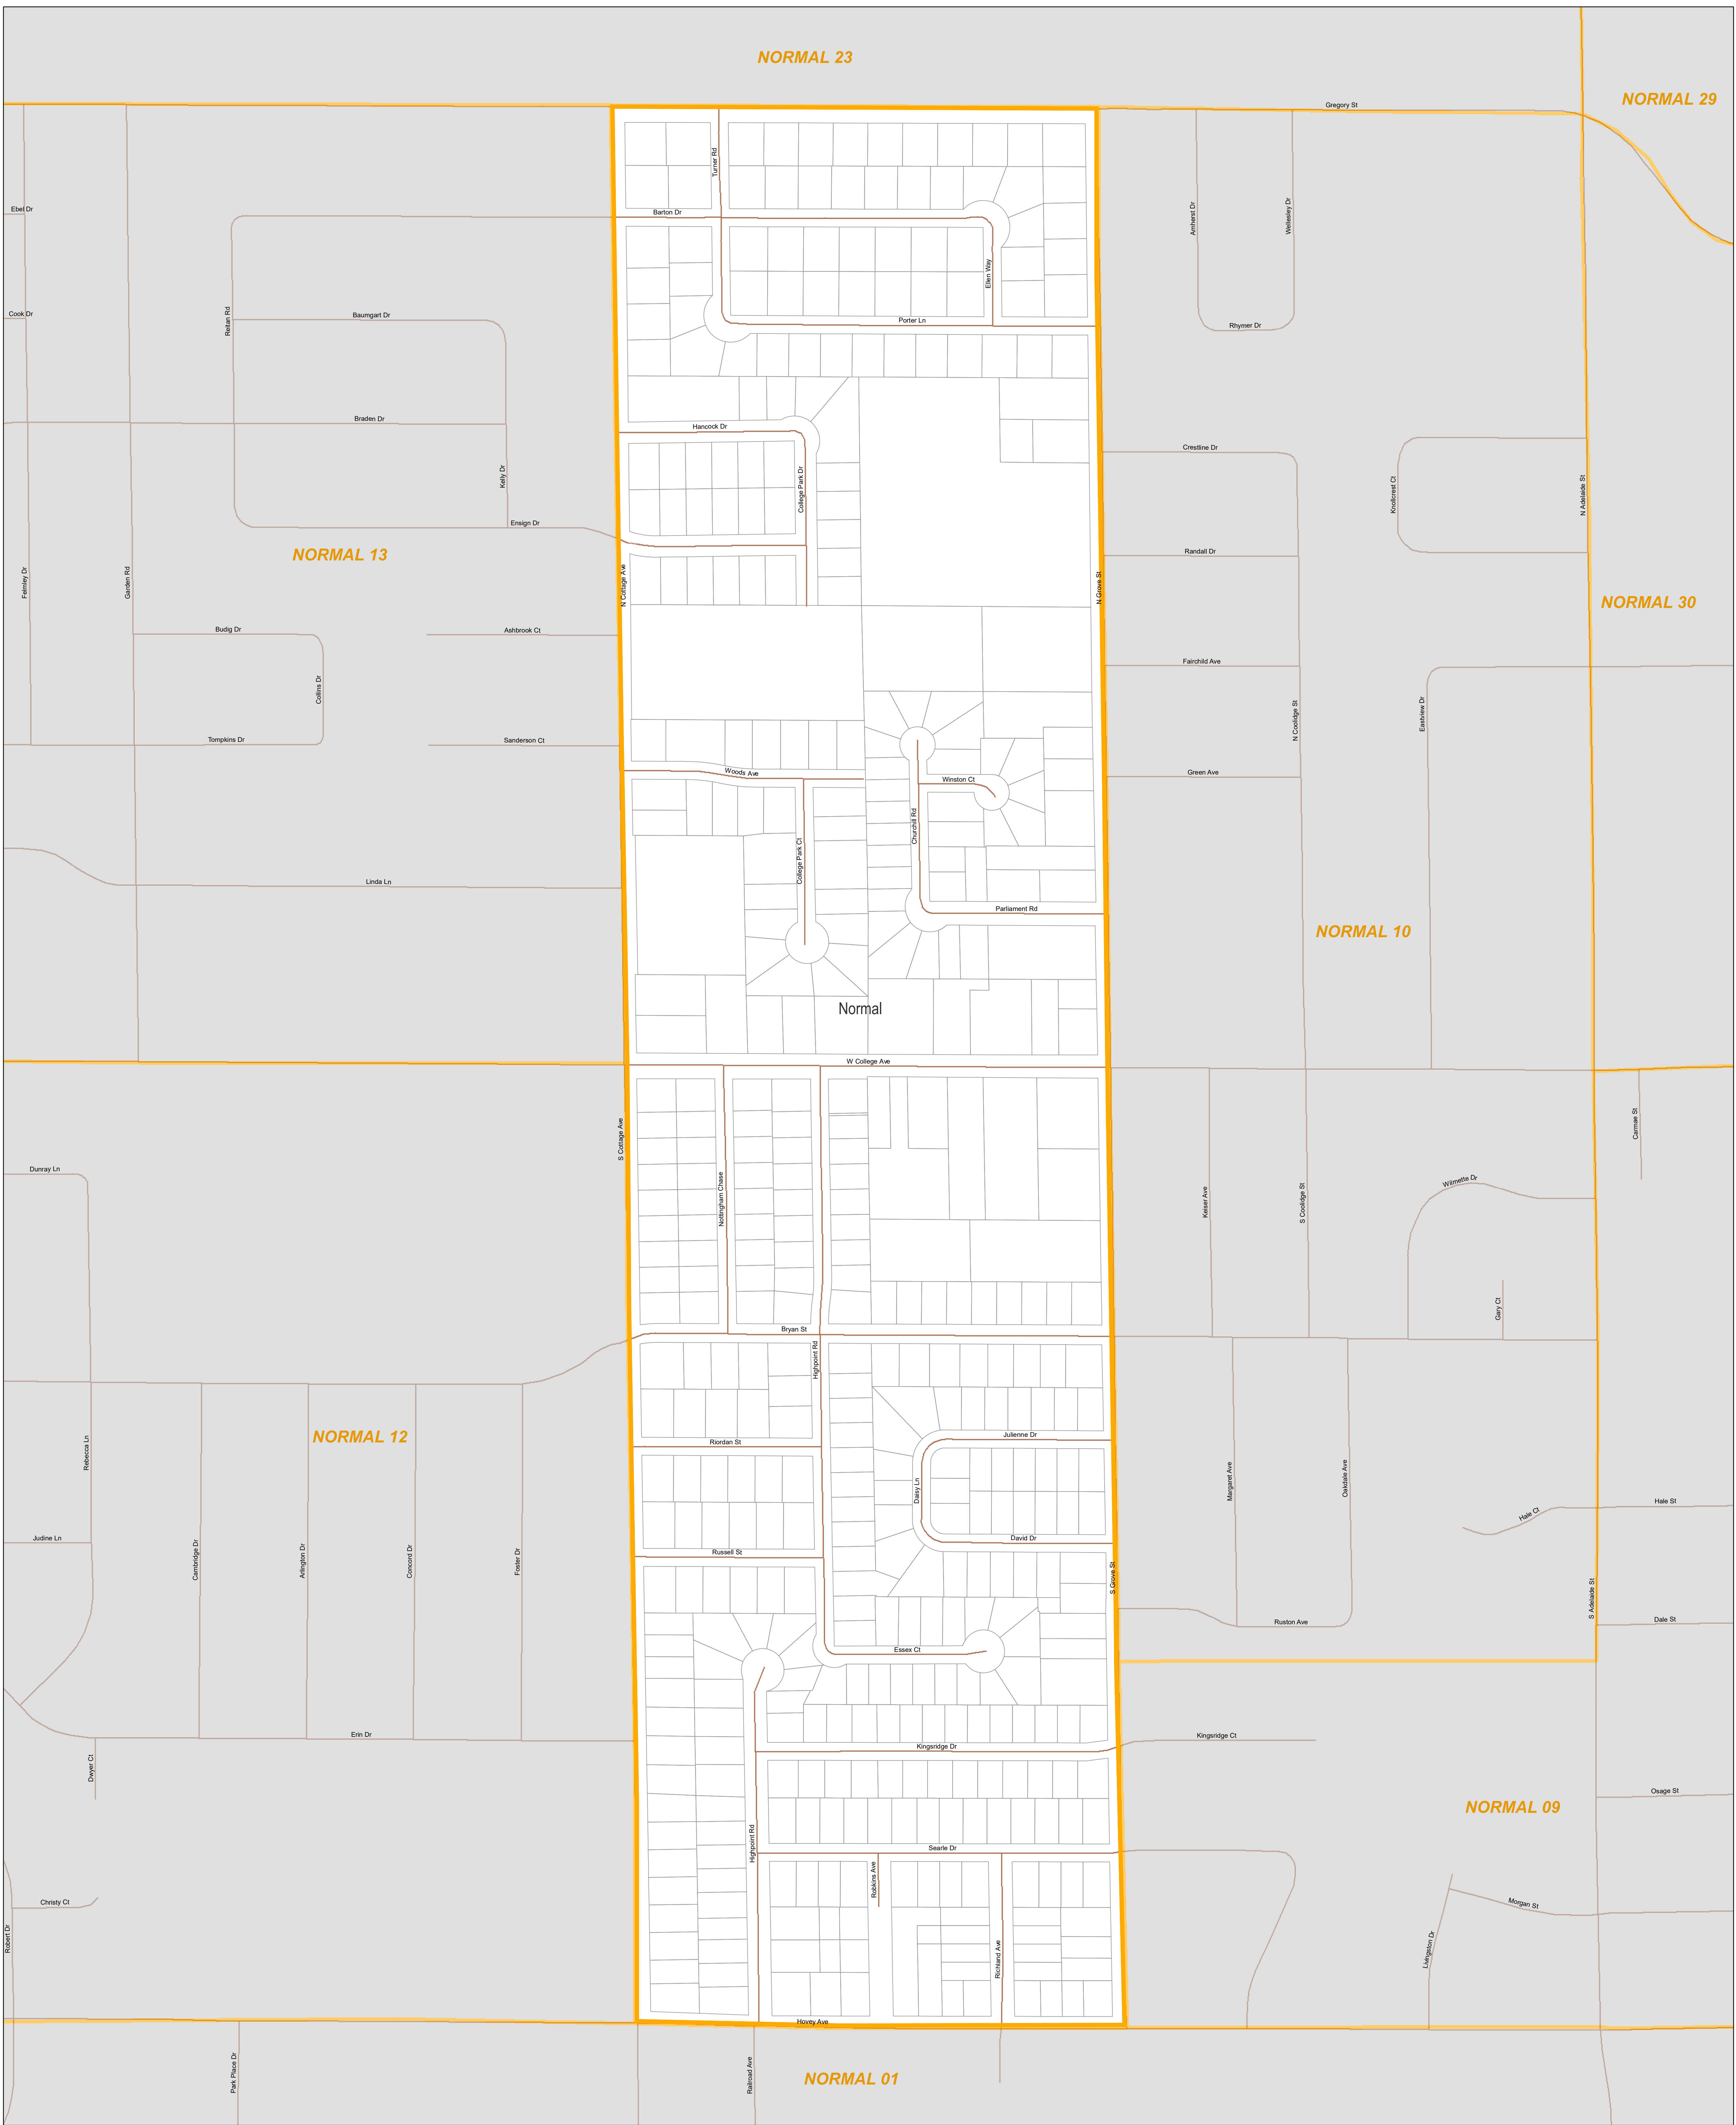 NORMAL 23
NORMAL 29
Gregory St
Turner Rd
Ebel Dr
Barton Dr
Amherst Dr
Wellesley Dr
Ellen Way
Cook Dr
Reitan Rd
Baumgart Dr
Porter Ln
Rhymer Dr
Braden Dr
Hancock Dr
Crestline Dr
Kelly Dr
College Park Dr
Knollcrest Ct
N Adelaide St
Ensign Dr
NORMAL 13
Randall Dr
Felmley Dr
Garden Rd
N Cottage Ave
N Grove St
NORMAL 30
Budig Dr
Ashbrook Ct
Fairchild Ave
Collins Dr
N Coolidge St
Eastview Dr
Tompkins Dr
Sanderson Ct
Woods Ave
Winston Ct
Green Ave
Churchill Rd
College Park Ct
Linda Ln
Parliament Rd
NORMAL 10
Normal
W College Ave
S Cottage Ave
Carmae St
Dunray Ln
Nottingham Chase
Keiser Ave
S Coolidge St
Wilmette Dr
Gary Ct
Bryan St
Highpoint Rd
NORMAL 12
Riordan St
Julienne Dr
Rebecca Ln
Daisy Ln
Margaret Ave
Oakdale Ave
Hale St
Hale Ct
Judine Ln
Cambridge Dr
Arlington Dr
Concord Dr
Foster Dr
Russell St
David Dr
S Grove St
S Adelaide St
Ruston Ave
Dale St
Essex Ct
Erin Dr
Kingsridge Dr
Kingsridge Ct
Dwyer Ct
Osage St
NORMAL 09
Highpoint Rd
Searle Dr
Robkins Ave
Christy Ct
Morgan St
Robert Dr
Richland Ave
Livingston Dr
Hovey Ave
Park Place Dr
Railroad Ave
NORMAL 01